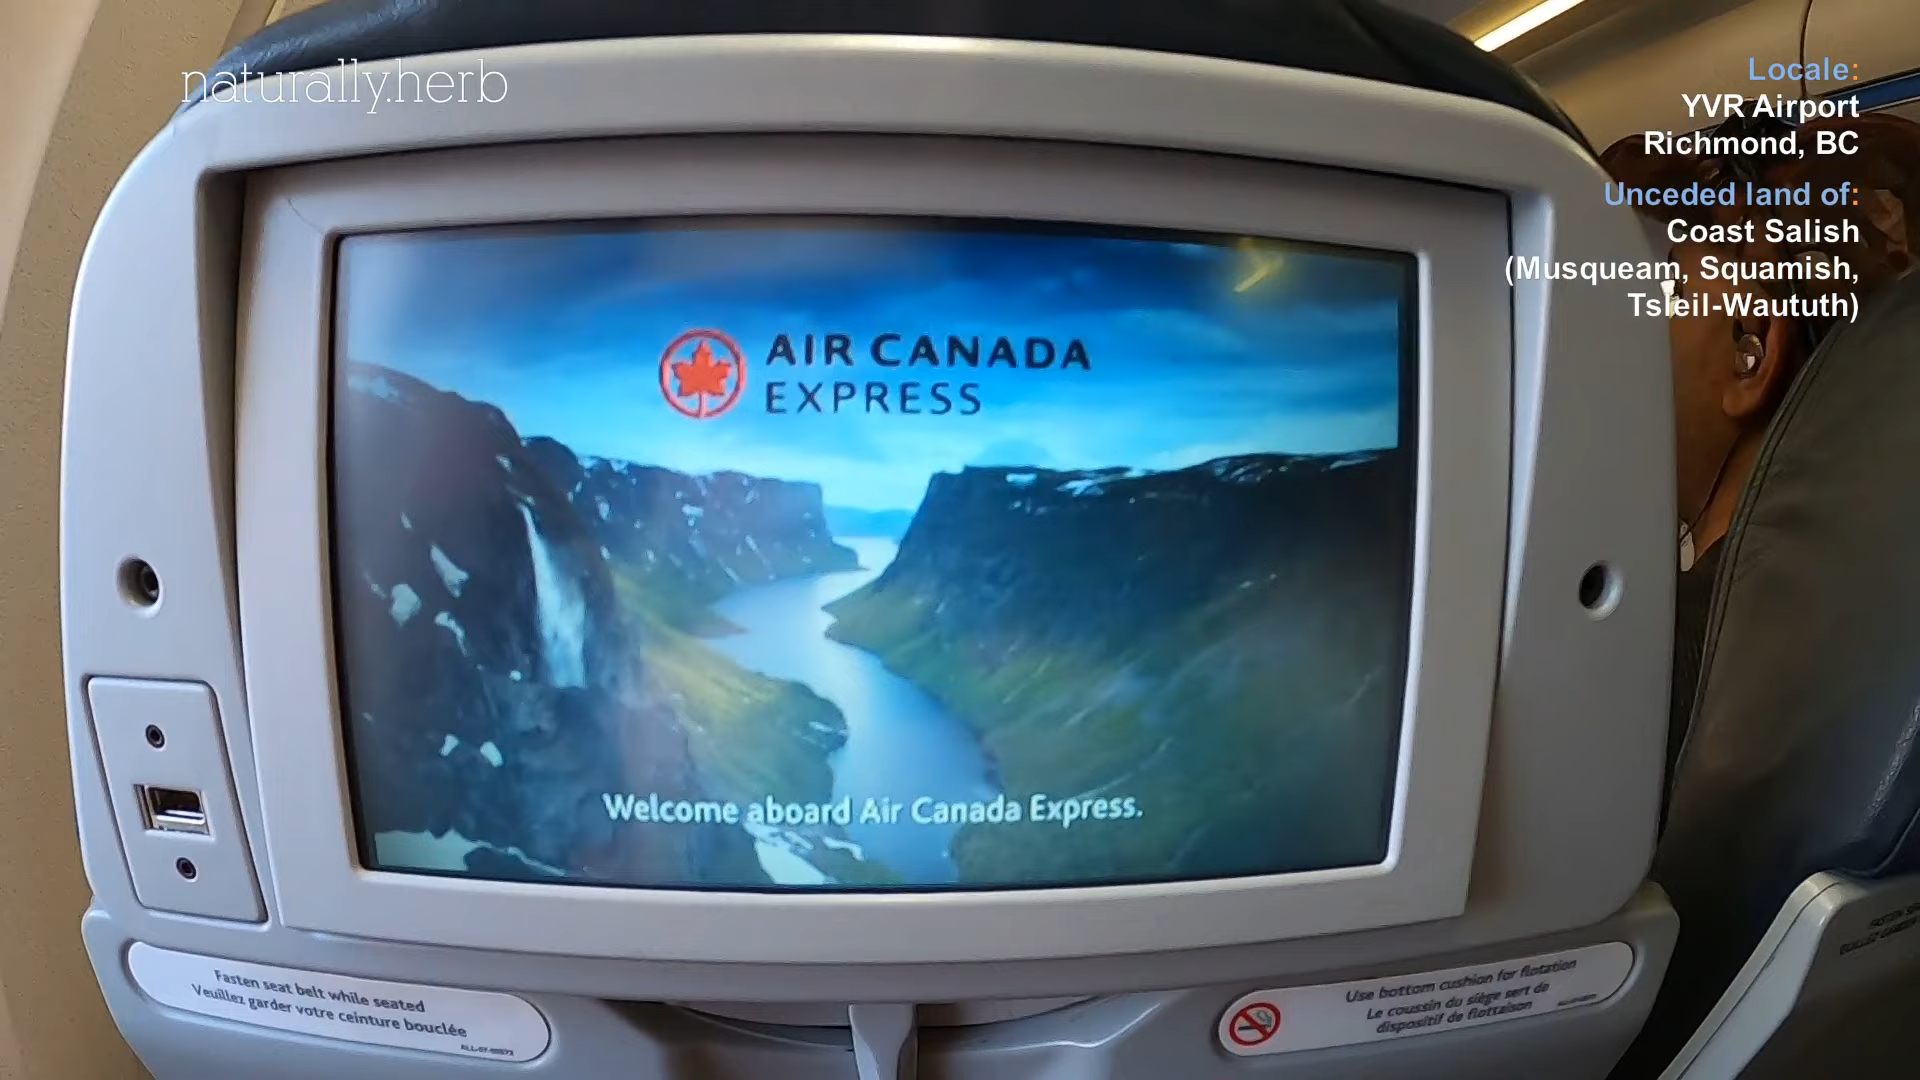 naturally.herb
Locale:
YVR Airport
Richmond, BC
Unceded land of:
Coast Salish
(Musqueam, Squamish,
Tsleil-Waututh)
AIR CANADA
EXPRESS
Welcome aboard Air Canada Express.
Fasten seat belt while seated
Veuillez garder votre ceinture bouclée
Use bottom cushion for flotation
Le coussin du siège sert de
dispositif de flottaison